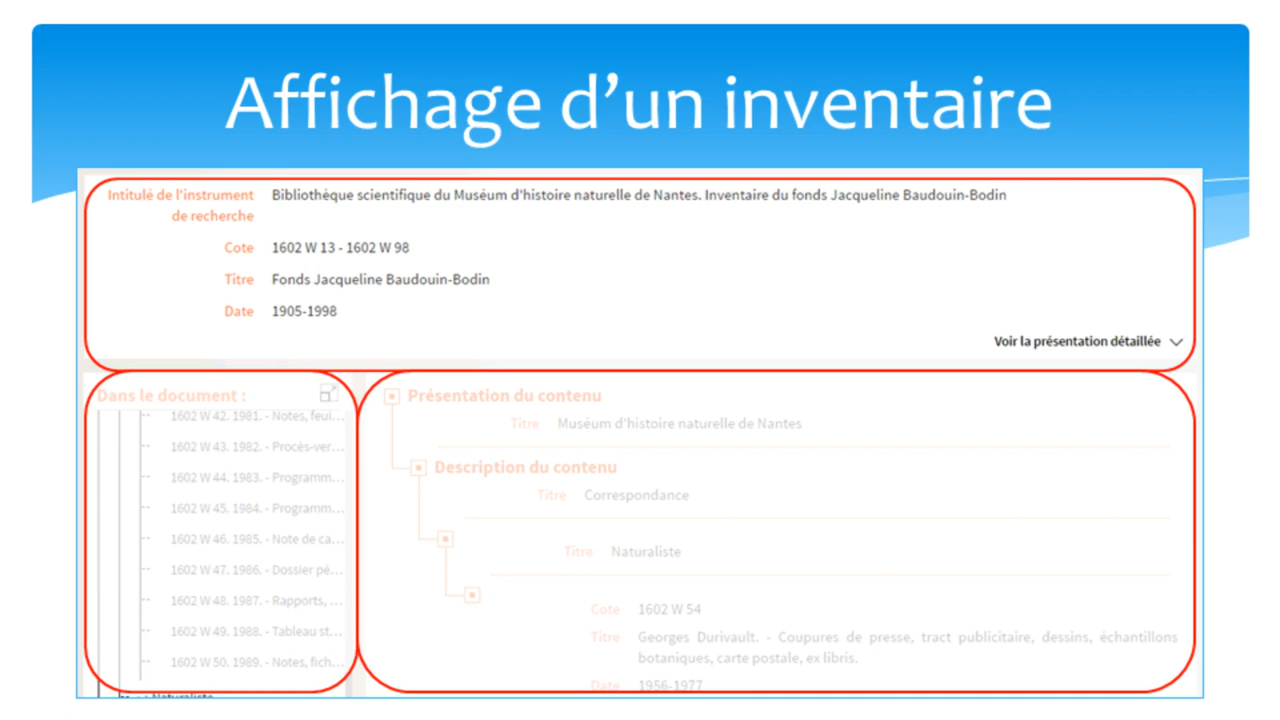 Affichage d'un inventaire
Intitulé de l'instrument de recherche Bibliothèque scientifique du Muséum d'histoire naturelle de Nantes. Inventaire du fonds Jacqueline Baudouin-Bodin
Cote 1602 W 13 - 1602 W 98
Titre Fonds Jacqueline Baudouin-Bodin
Date 1905-1998
Voir la présentation détaillée
Dans le document :
1602 W 42. 1981. - Notes, feui...
1602 W 43. 1982. - Procès-ver...
1602 W 44. 1983. - Programm...
1602 W 45. 1984. - Programm...
1602 W 46. 1985. - Note de ca...
1602 W 47. 1986. - Dossier pé...
1602 W 48. 1987. - Rapports, ...
1602 W 49. 1988. - Tableau st...
1602 W 50. 1989. - Notes, fich...
Naturaliste
Présentation du contenu
Titre Muséum d'histoire naturelle de Nantes
Description du contenu
Titre Correspondance
Titre Naturaliste
Cote 1602 W 54
Titre Georges Durivault. - Coupures de presse, tract publicitaire, dessins, échantillons
botaniques, carte postale, ex libris.
Date 1956-1977